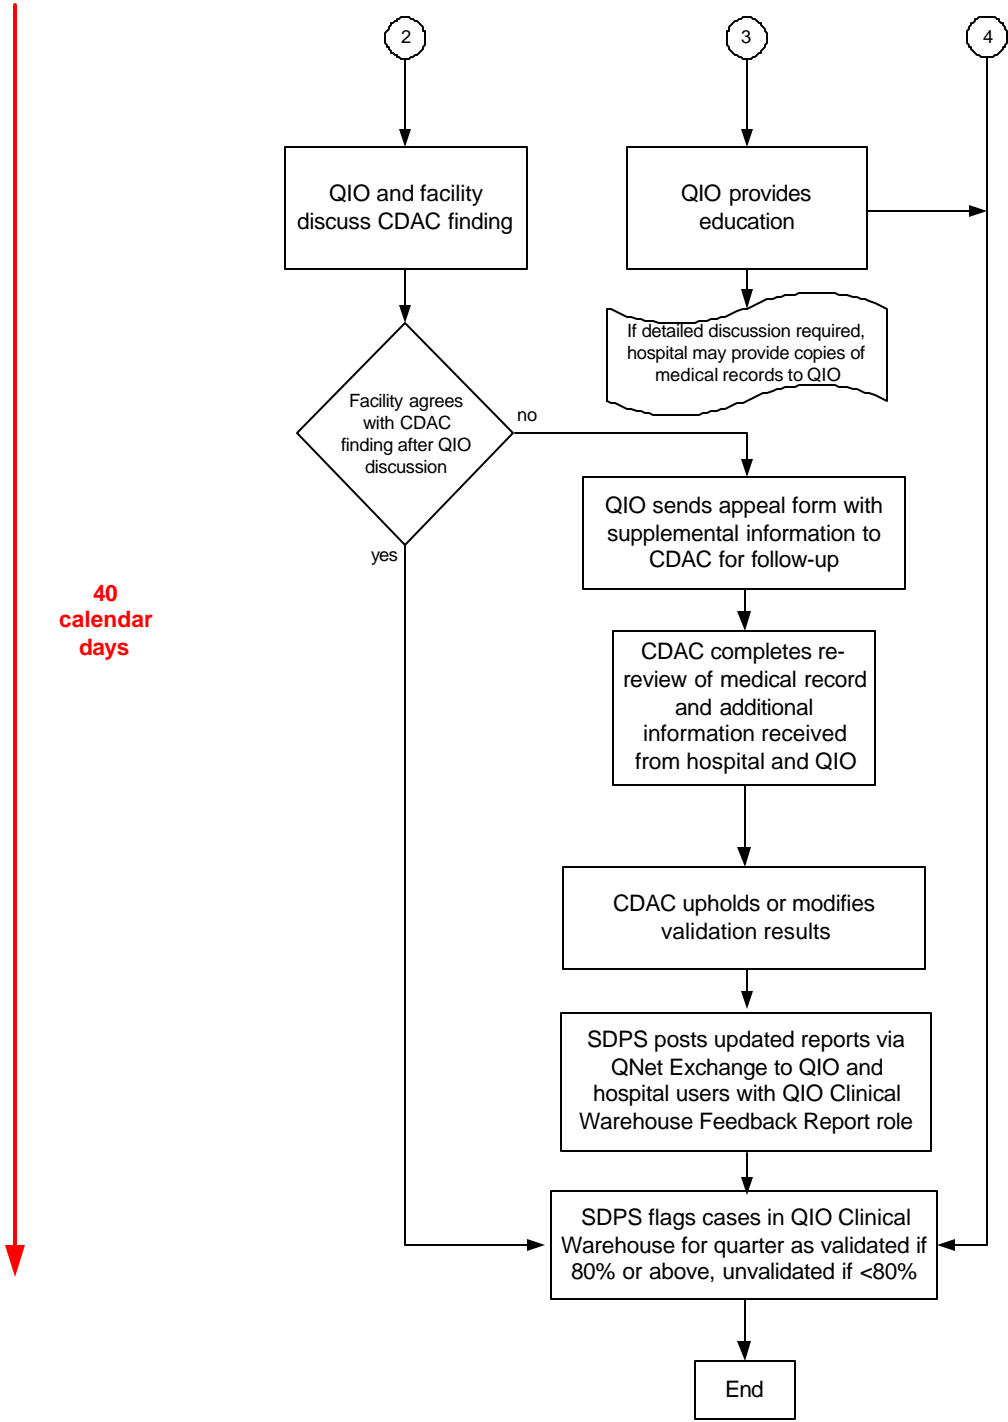 2
3
4
QIO and facility
discuss CDAC finding
QIO provides
education
If detailed discussion required,
hospital may provide copies of
medical records to QIO
Facility agrees
with CDAC
finding after QIO
discussion
no
yes
QIO sends appeal form with
supplemental information to
CDAC for follow-up
40
calendar
days
CDAC completes re-
review of medical record
and additional
information received
from hospital and QIO
CDAC upholds or modifies
validation results
SDPS posts updated reports via
QNet Exchange to QIO and
hospital users with QIO Clinical
Warehouse Feedback Report role
SDPS flags cases in QIO Clinical
Warehouse for quarter as validated if
80% or above, unvalidated if <80%
End